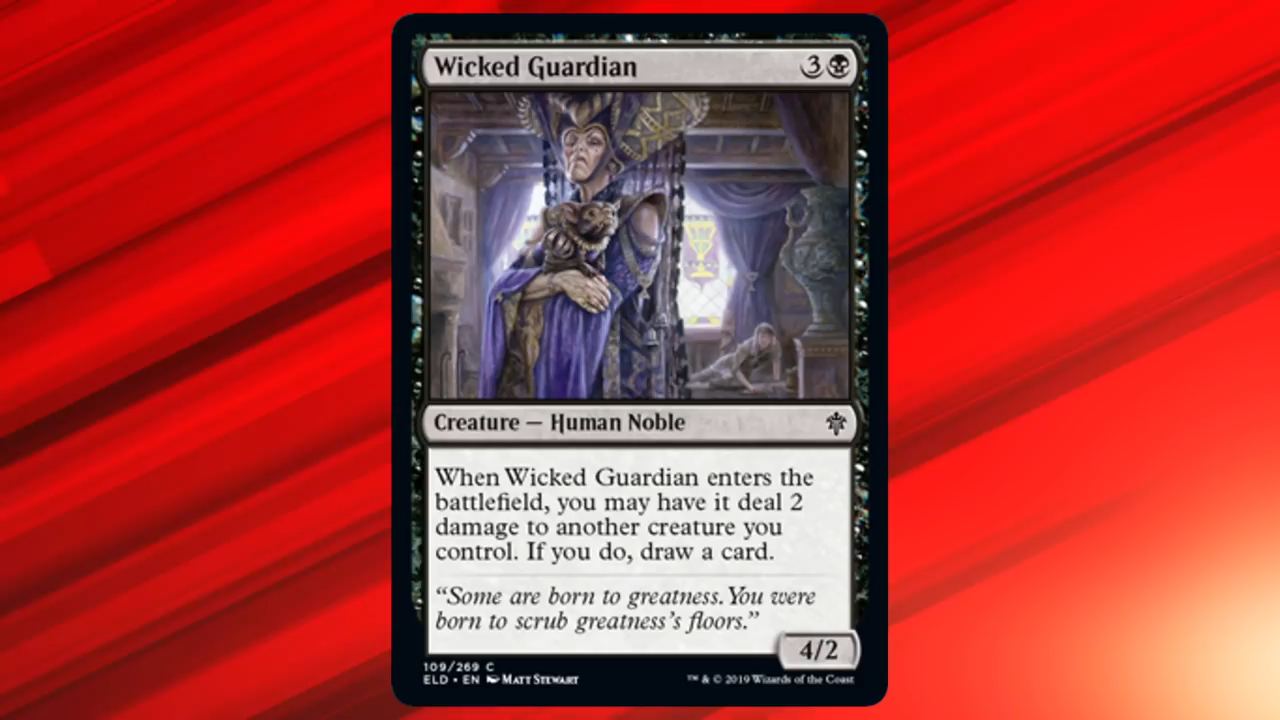 Wicked Guardian 3
Creature — Human Noble
When Wicked Guardian enters the
battlefield, you may have it deal 2
damage to another creature you
control. If you do, draw a card.
“Some are born to greatness. You were
born to scrub greatness’s floors.”
4/2
109/269 C
ELD • EN Matt Stewart
™ & © 2019 Wizards of the Coast